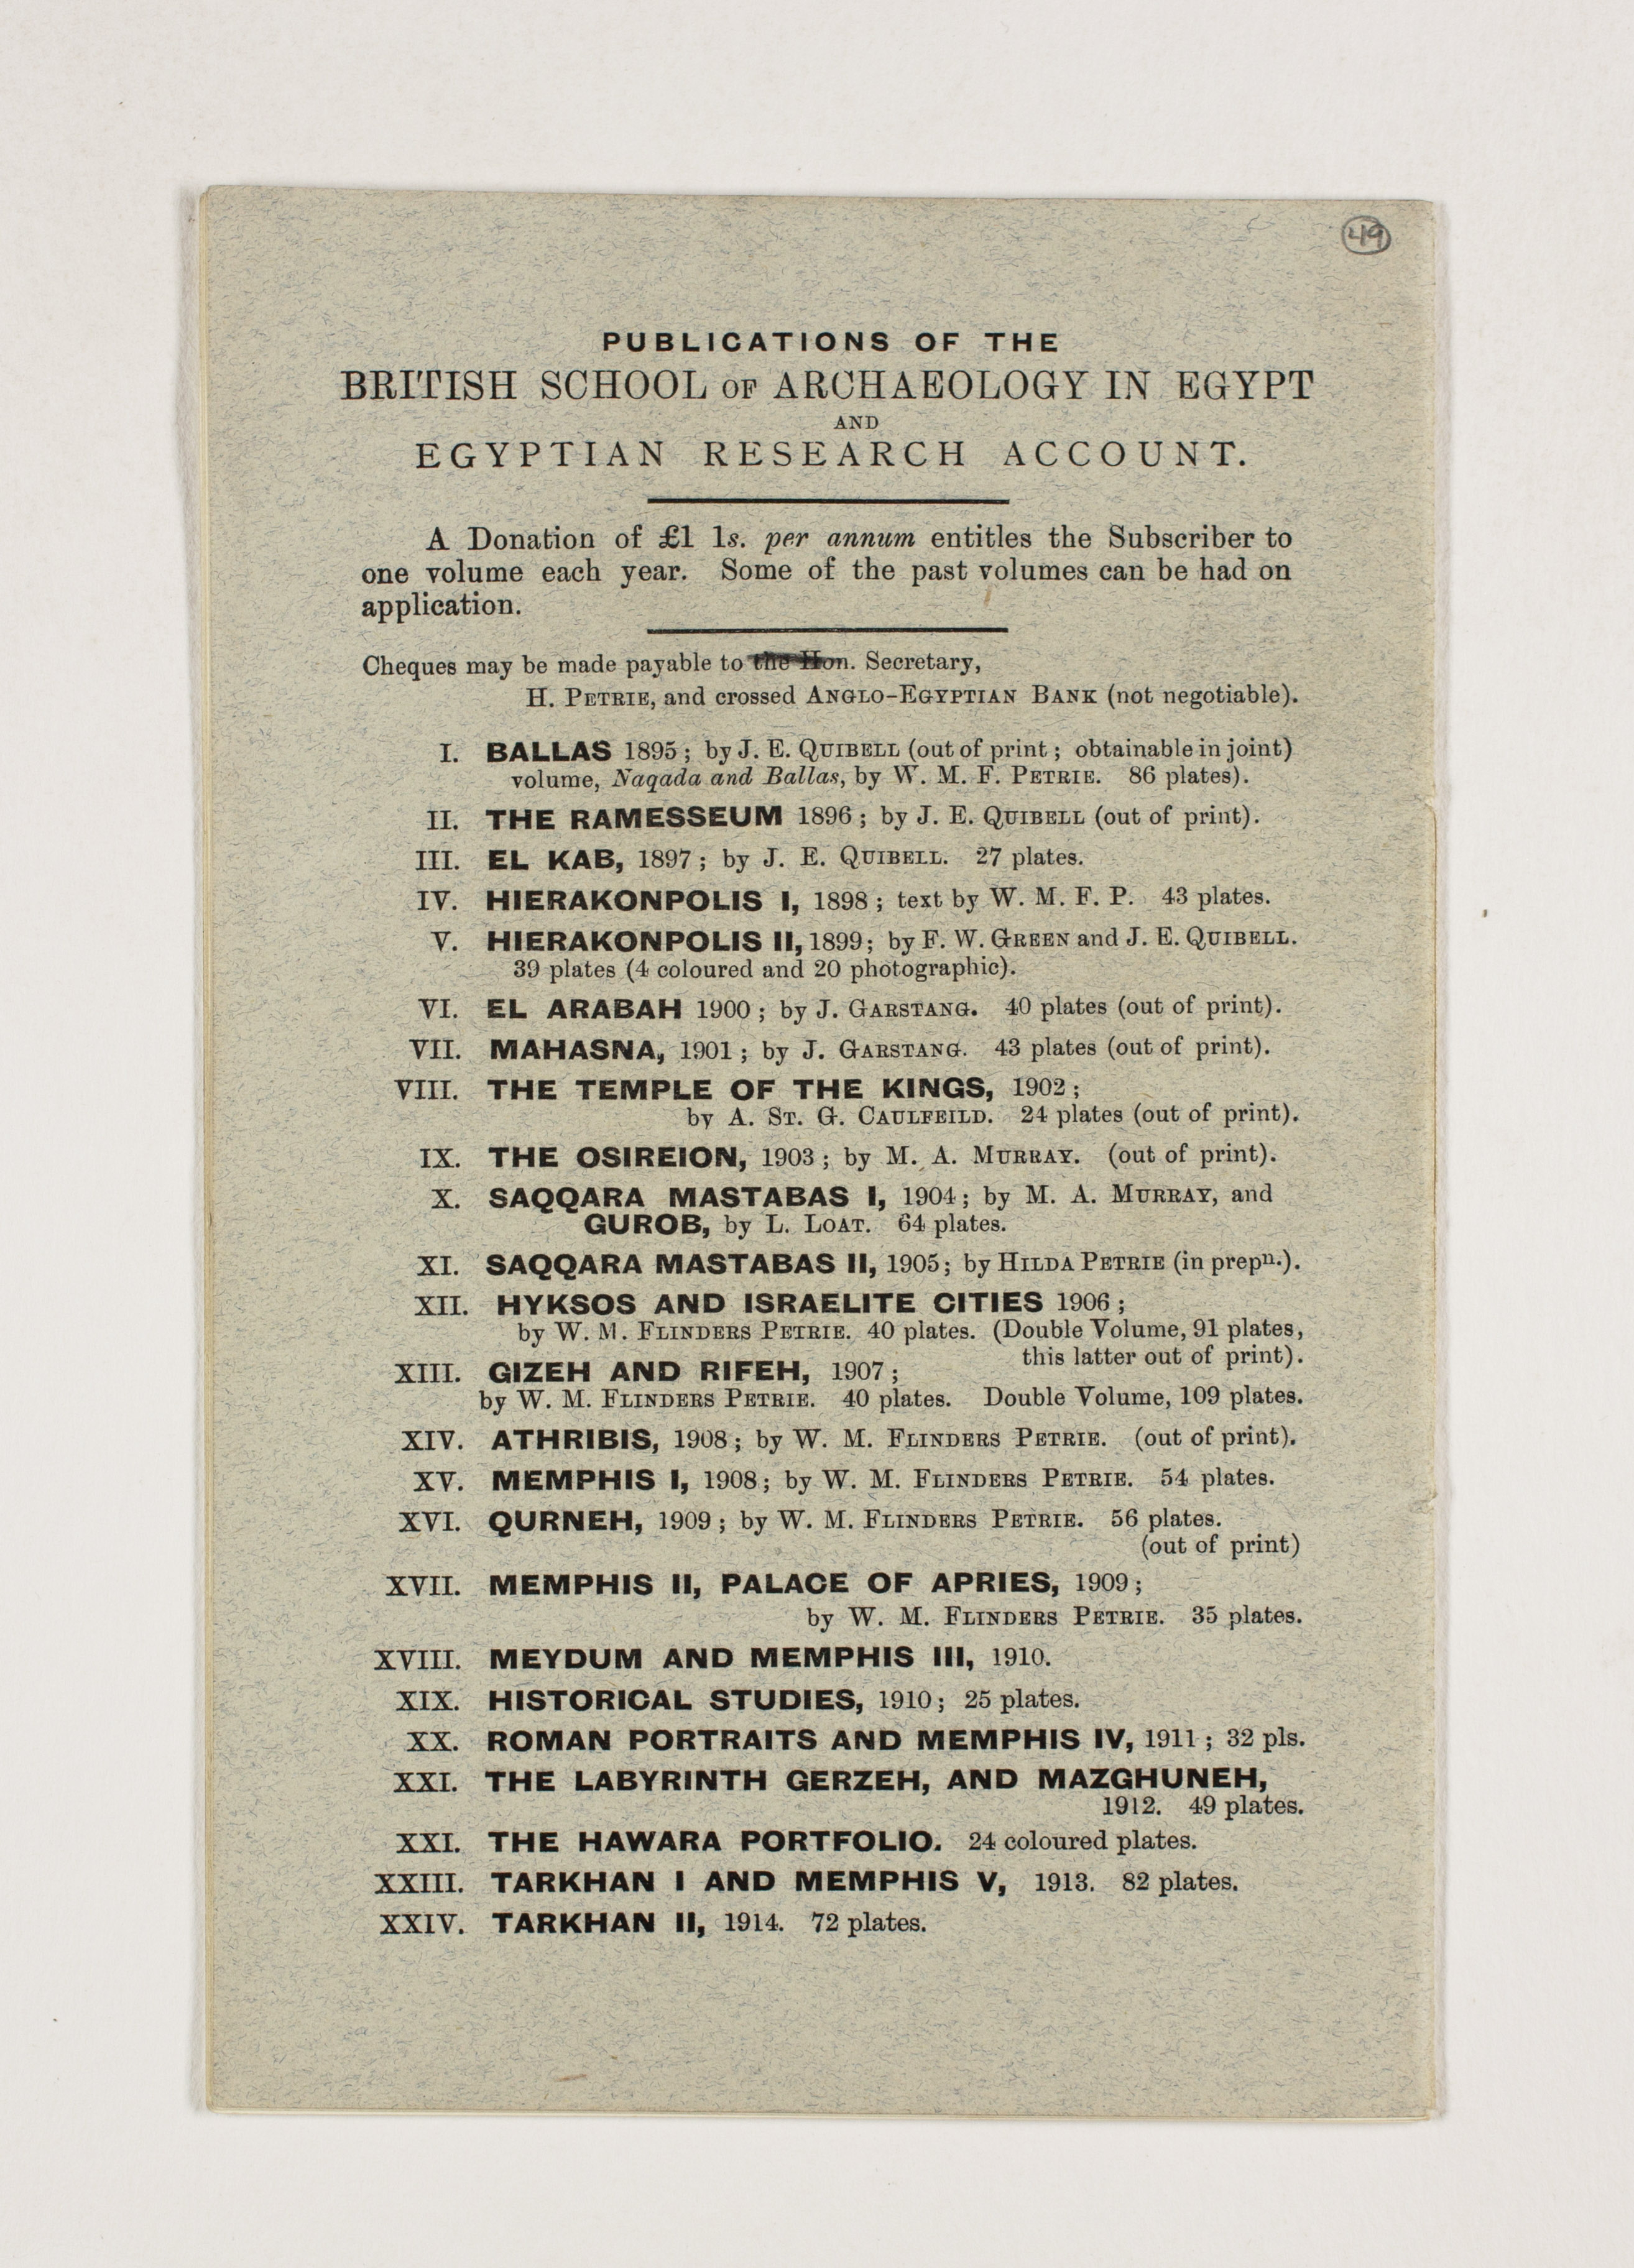 49
PUBLICATIONS OF THE
BRITISH SCHOOL OF ARCHAEOLOGY IN EGYPT
AND
EGYPTIAN RESEARCH ACCOUNT.
A Donation of £1 1s. per annum entitles the Subscriber to
one volume each year. Some of the past volumes can be had on
application.
Cheques may be made payable to the Hon. Secretary,
H. PETRIE, and crossed ANGLO-EGYPTIAN BANK (not negotiable).
I. BALLAS 1895; by J. E. QUIBELL (out of print; obtainable in joint)
volume, Naqada and Ballas, by W. M. F. PETRIE. 86 plates).
II. THE RAMESSEUM 1896; by J. E. QUIBELL (out of print).
III. EL KAB, 1897; by J. E. QUIBELL. 27 plates.
IV. HIERAKONPOLIS I, 1898; text by W. M. F. P. 43 plates.
V. HIERAKONPOLIS II, 1899; by F. W. GREEN and J. E. QUIBELL.
39 plates (4 coloured and 20 photographic).
VI. EL ARABAH 1900; by J. GARSTANG. 40 plates (out of print).
VII. MAHASNA, 1901; by J. GARSTANG. 43 plates (out of print).
VIII. THE TEMPLE OF THE KINGS, 1902;
by A. ST. G. CAULFEILD. 24 plates (out of print).
IX. THE OSIREION, 1903; by M. A. MURRAY. (out of print).
X. SAQQARA MASTABAS I, 1904; by M. A. MURRAY, and
GUROB, by L. LOAT. 64 plates.
XI. SAQQARA MASTABAS II, 1905; by HILDA PETRIE (in prepn.).
XII. HYKSOS AND ISRAELITE CITIES 1906;
by W. M. FLINDERS PETRIE. 40 plates. (Double Volume, 91 plates,
this latter out of print).
XIII. GIZEH AND RIFEH, 1907;
by W. M. FLINDERS PETRIE. 40 plates. Double Volume, 109 plates.
XIV. ATHRIBIS, 1908; by W. M. FLINDERS PETRIE. (out of print).
XV. MEMPHIS I, 1908; by W. M. FLINDERS PETRIE. 54 plates.
XVI. QURNEH, 1909; by W. M. FLINDERS PETRIE. 56 plates.
(out of print)
XVII. MEMPHIS II, PALACE OF APRIES, 1909;
by W. M. FLINDERS PETRIE. 35 plates.
XVIII. MEYDUM AND MEMPHIS III, 1910.
XIX. HISTORICAL STUDIES, 1910; 25 plates.
XX. ROMAN PORTRAITS AND MEMPHIS IV, 1911; 32 pls.
XXI. THE LABYRINTH GERZEH, AND MAZGHUNEH,
1912. 49 plates.
XXI. THE HAWARA PORTFOLIO. 24 coloured plates.
XXIII. TARKHAN I AND MEMPHIS V, 1913. 82 plates.
XXIV. TARKHAN II, 1914. 72 plates.